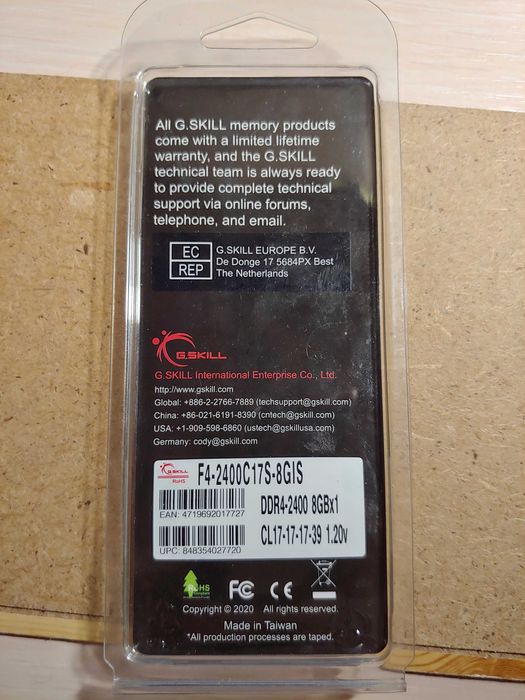 All G.SKILL memory products
come with a limited lifetime
warranty, and the G.SKILL
technical team is always ready
to provide complete technical
support via online forums,
telephone, and email.
EC
REP
G.SKILL EUROPE B.V.
De Donge 17 5684PX Best
The Netherlands
G.SKILL
G.SKILL International Enterprise Co., Ltd.
http://www.gskill.com
Global: +886-2-2766-7889 (techsupport@gskill.com)
China: +86-021-6191-8390 (cntech@gskill.com)
USA: +1-909-598-6860 (ustech@gskillusa.com)
Germany: cody@gskill.com
G.SKILL
RoHS
F4-2400C17S-8GIS
EAN: 4719692017727
DDR4-2400 8GBx1
CL17-17-17-39 1.20v
UPC: 848354027720
RoHS
FC CE
Copyright © 2020 All rights reserved.
Made in Taiwan
*All production processes are taped.